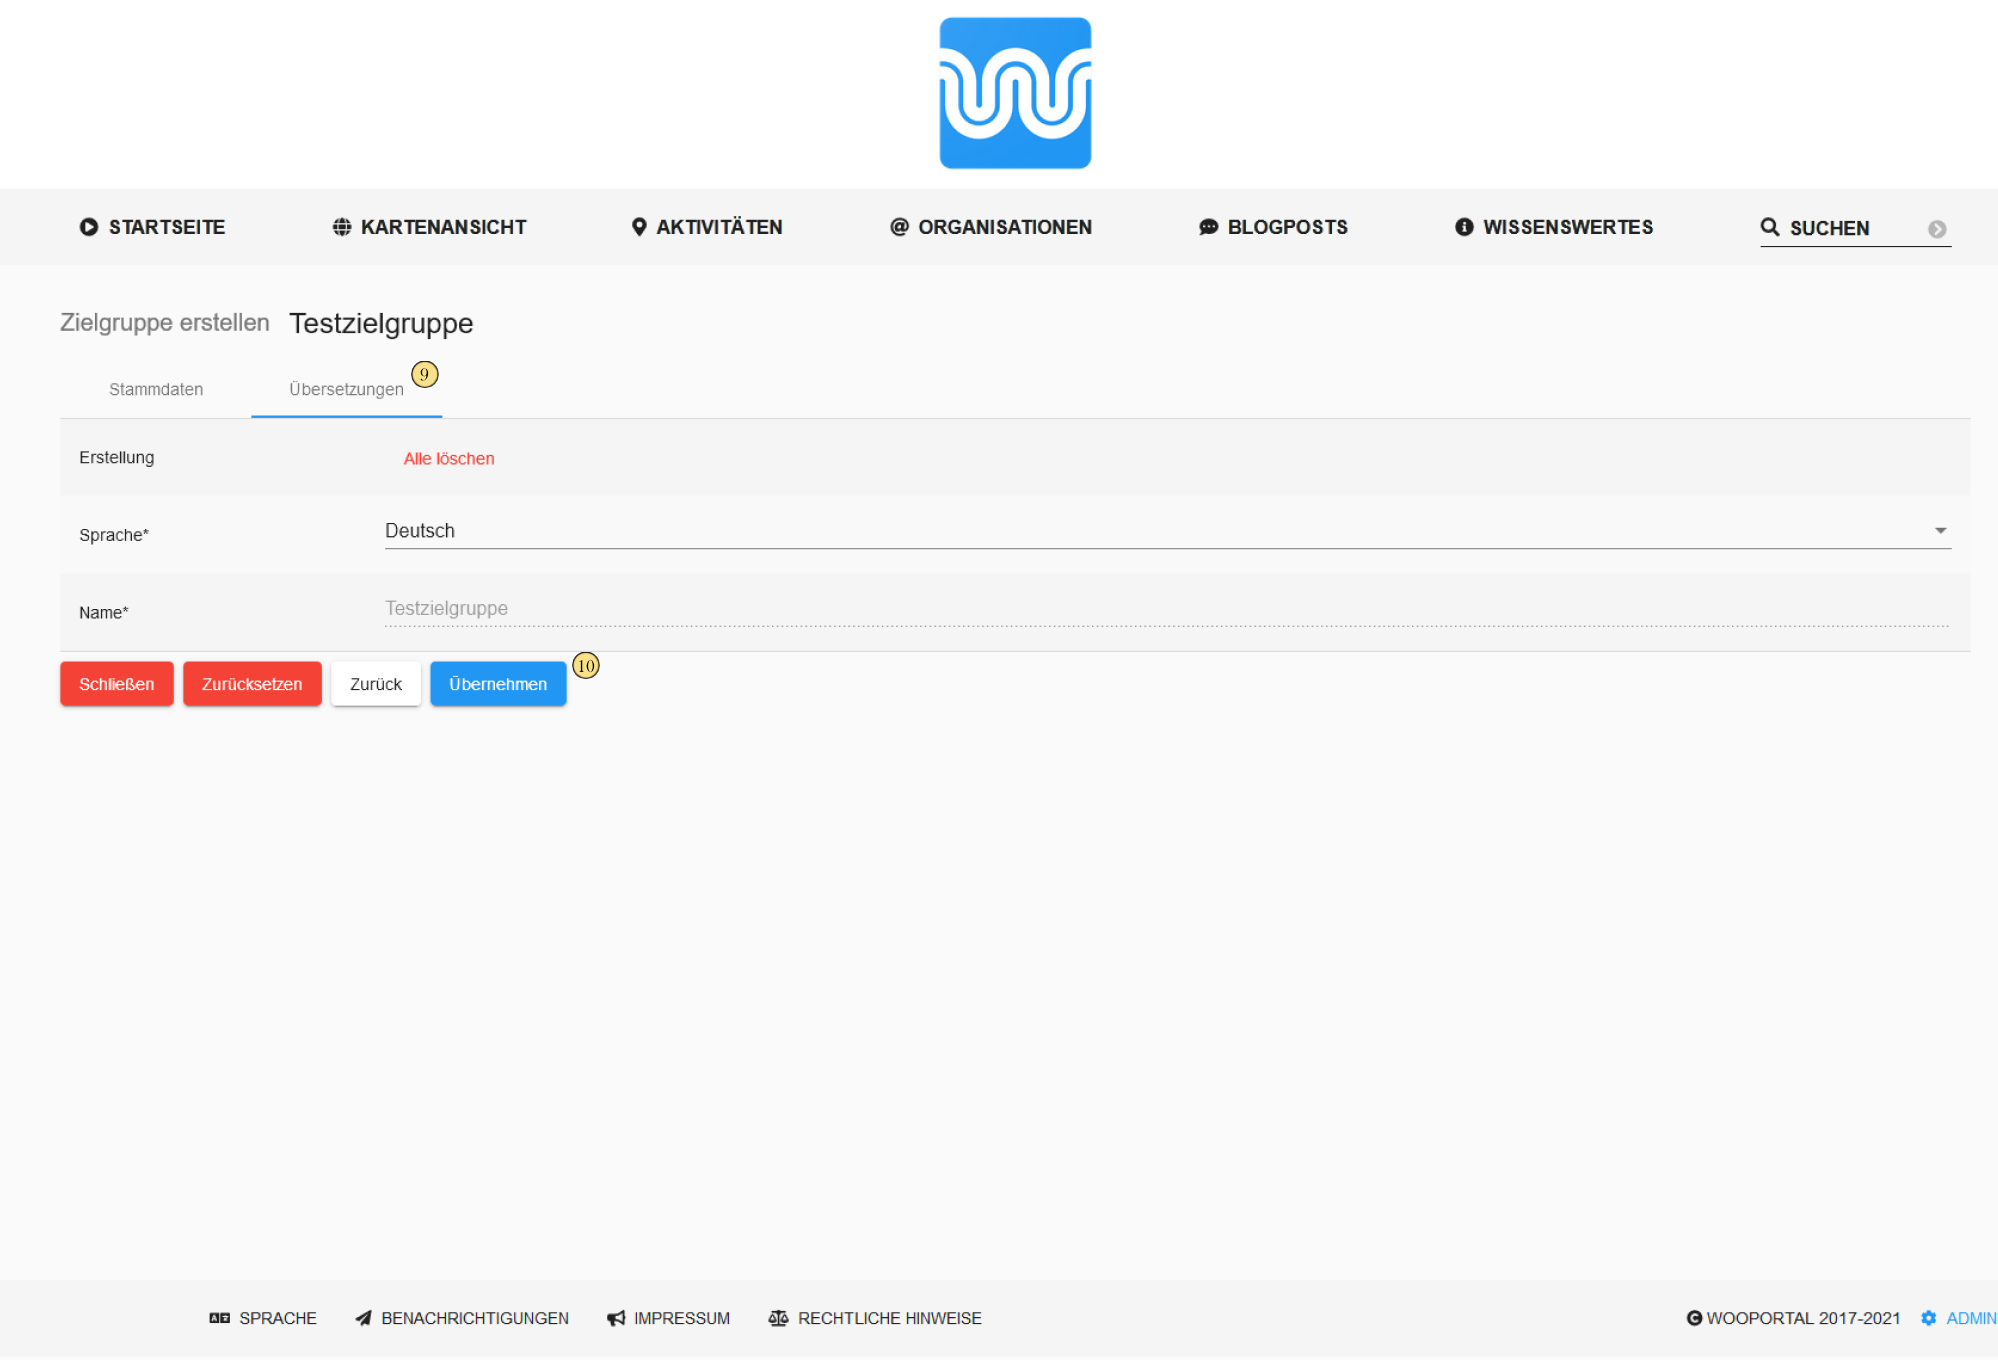 STARTSEITE KARTENANSICHT AKTIVITÄTEN @ ORGANISATIONEN BLOGPOSTS WISSENSWERTES SUCHEN
Zielgruppe erstellen Testzielgruppe
Stammdaten Übersetzungen 9
Erstellung Alle löschen
Sprache* Deutsch
Name* Testzielgruppe
Schließen Zurücksetzen Zurück Übernehmen 10
SPRACHE BENACHRICHTIGUNGEN IMPRESSUM RECHTLICHE HINWEISE © WOOPORTAL 2017-2021 ADMIN